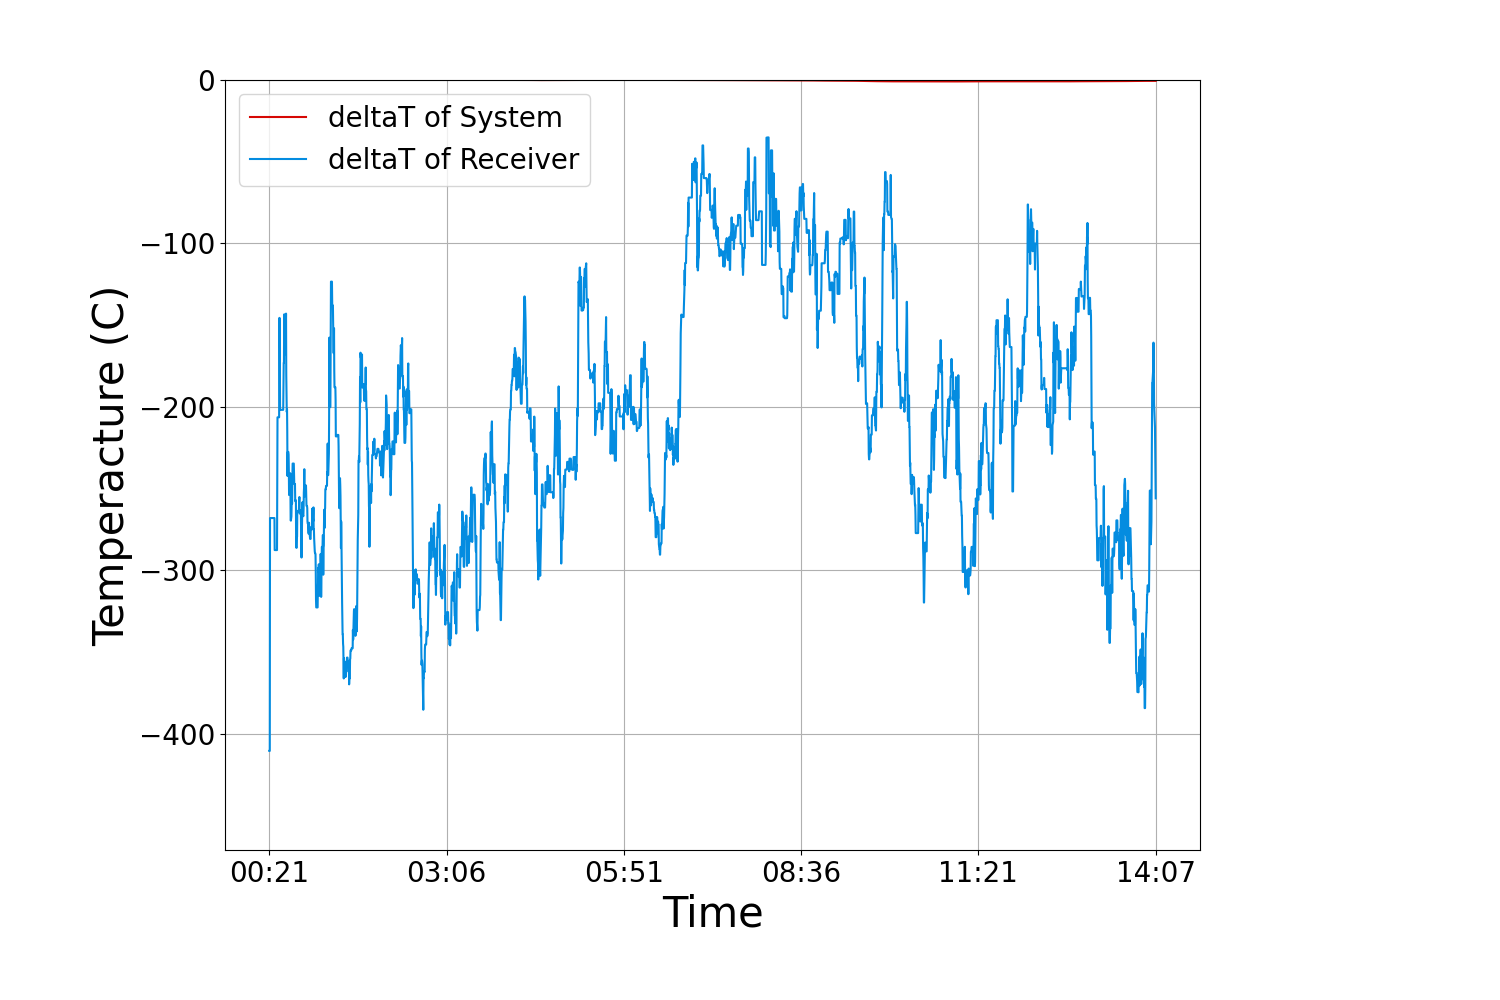 0
deltaT of System
deltaT of Receiver
−100
−200
−300
−400
Temperacture (C)
00:21 03:06 05:51 08:36 11:21 14:07
Time